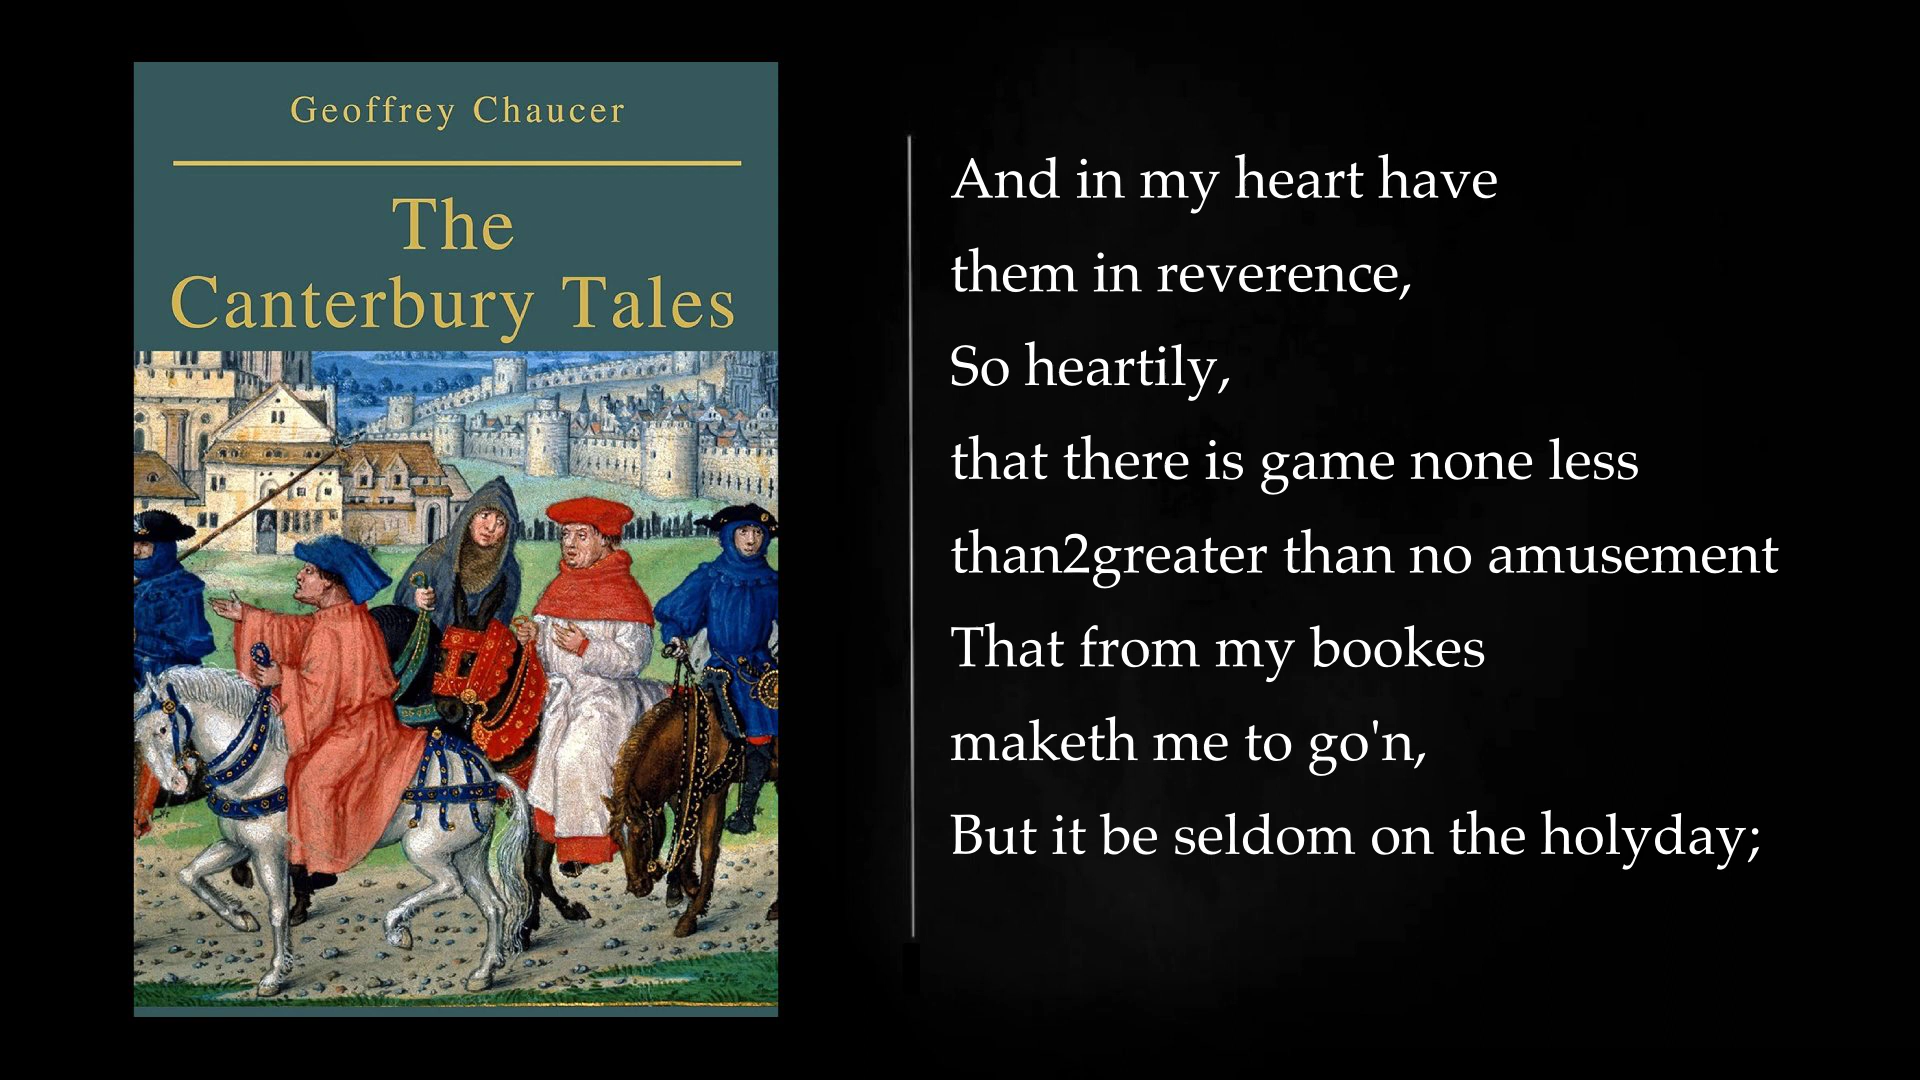 Geoffrey Chaucer
The
Canterbury Tales
And in my heart have
them in reverence,
So heartily,
that there is game none less
than2greater than no amusement
That from my bookes
maketh me to go'n,
But it be seldom on the holyday;